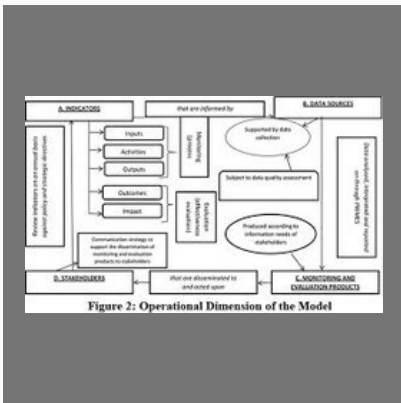 A. INDICATORS
that are informed by
B. DATA SOURCES
Review indicators on an annual basis
against policy and strategic directives
Inputs
Activities
Outputs
Outcomes
Impact
Monitoring
(process)
Evaluation
(effectiveness
evaluation)
Supported by data
collection
Subject to data quality assessment
Data analysed, interpreted and reported
on through
Produced according to
information needs of
stakeholders
Communication strategy to
support the dissemination of
monitoring and evaluation
products to stakeholders
D. STAKEHOLDERS
that are disseminated to
and acted upon
C. MONITORING AND
EVALUATION PRODUCTS
Figure 2: Operational Dimension of the Model